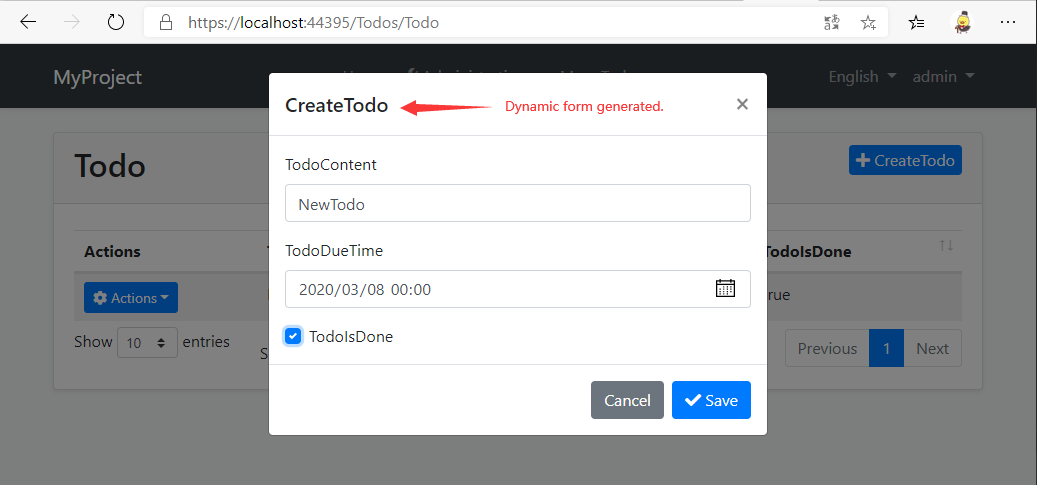 https://localhost:44395/Todos/Todo
MyProject
English
admin
CreateTodo
Dynamic form generated.
×
Todo
CreateTodo
TodoContent
NewTodo
TodoDueTime
2020/03/08 00:00
TodoIsDone
Actions
TodoIsDone
Actions
Show 10 entries
Previous 1 Next
Cancel
Save